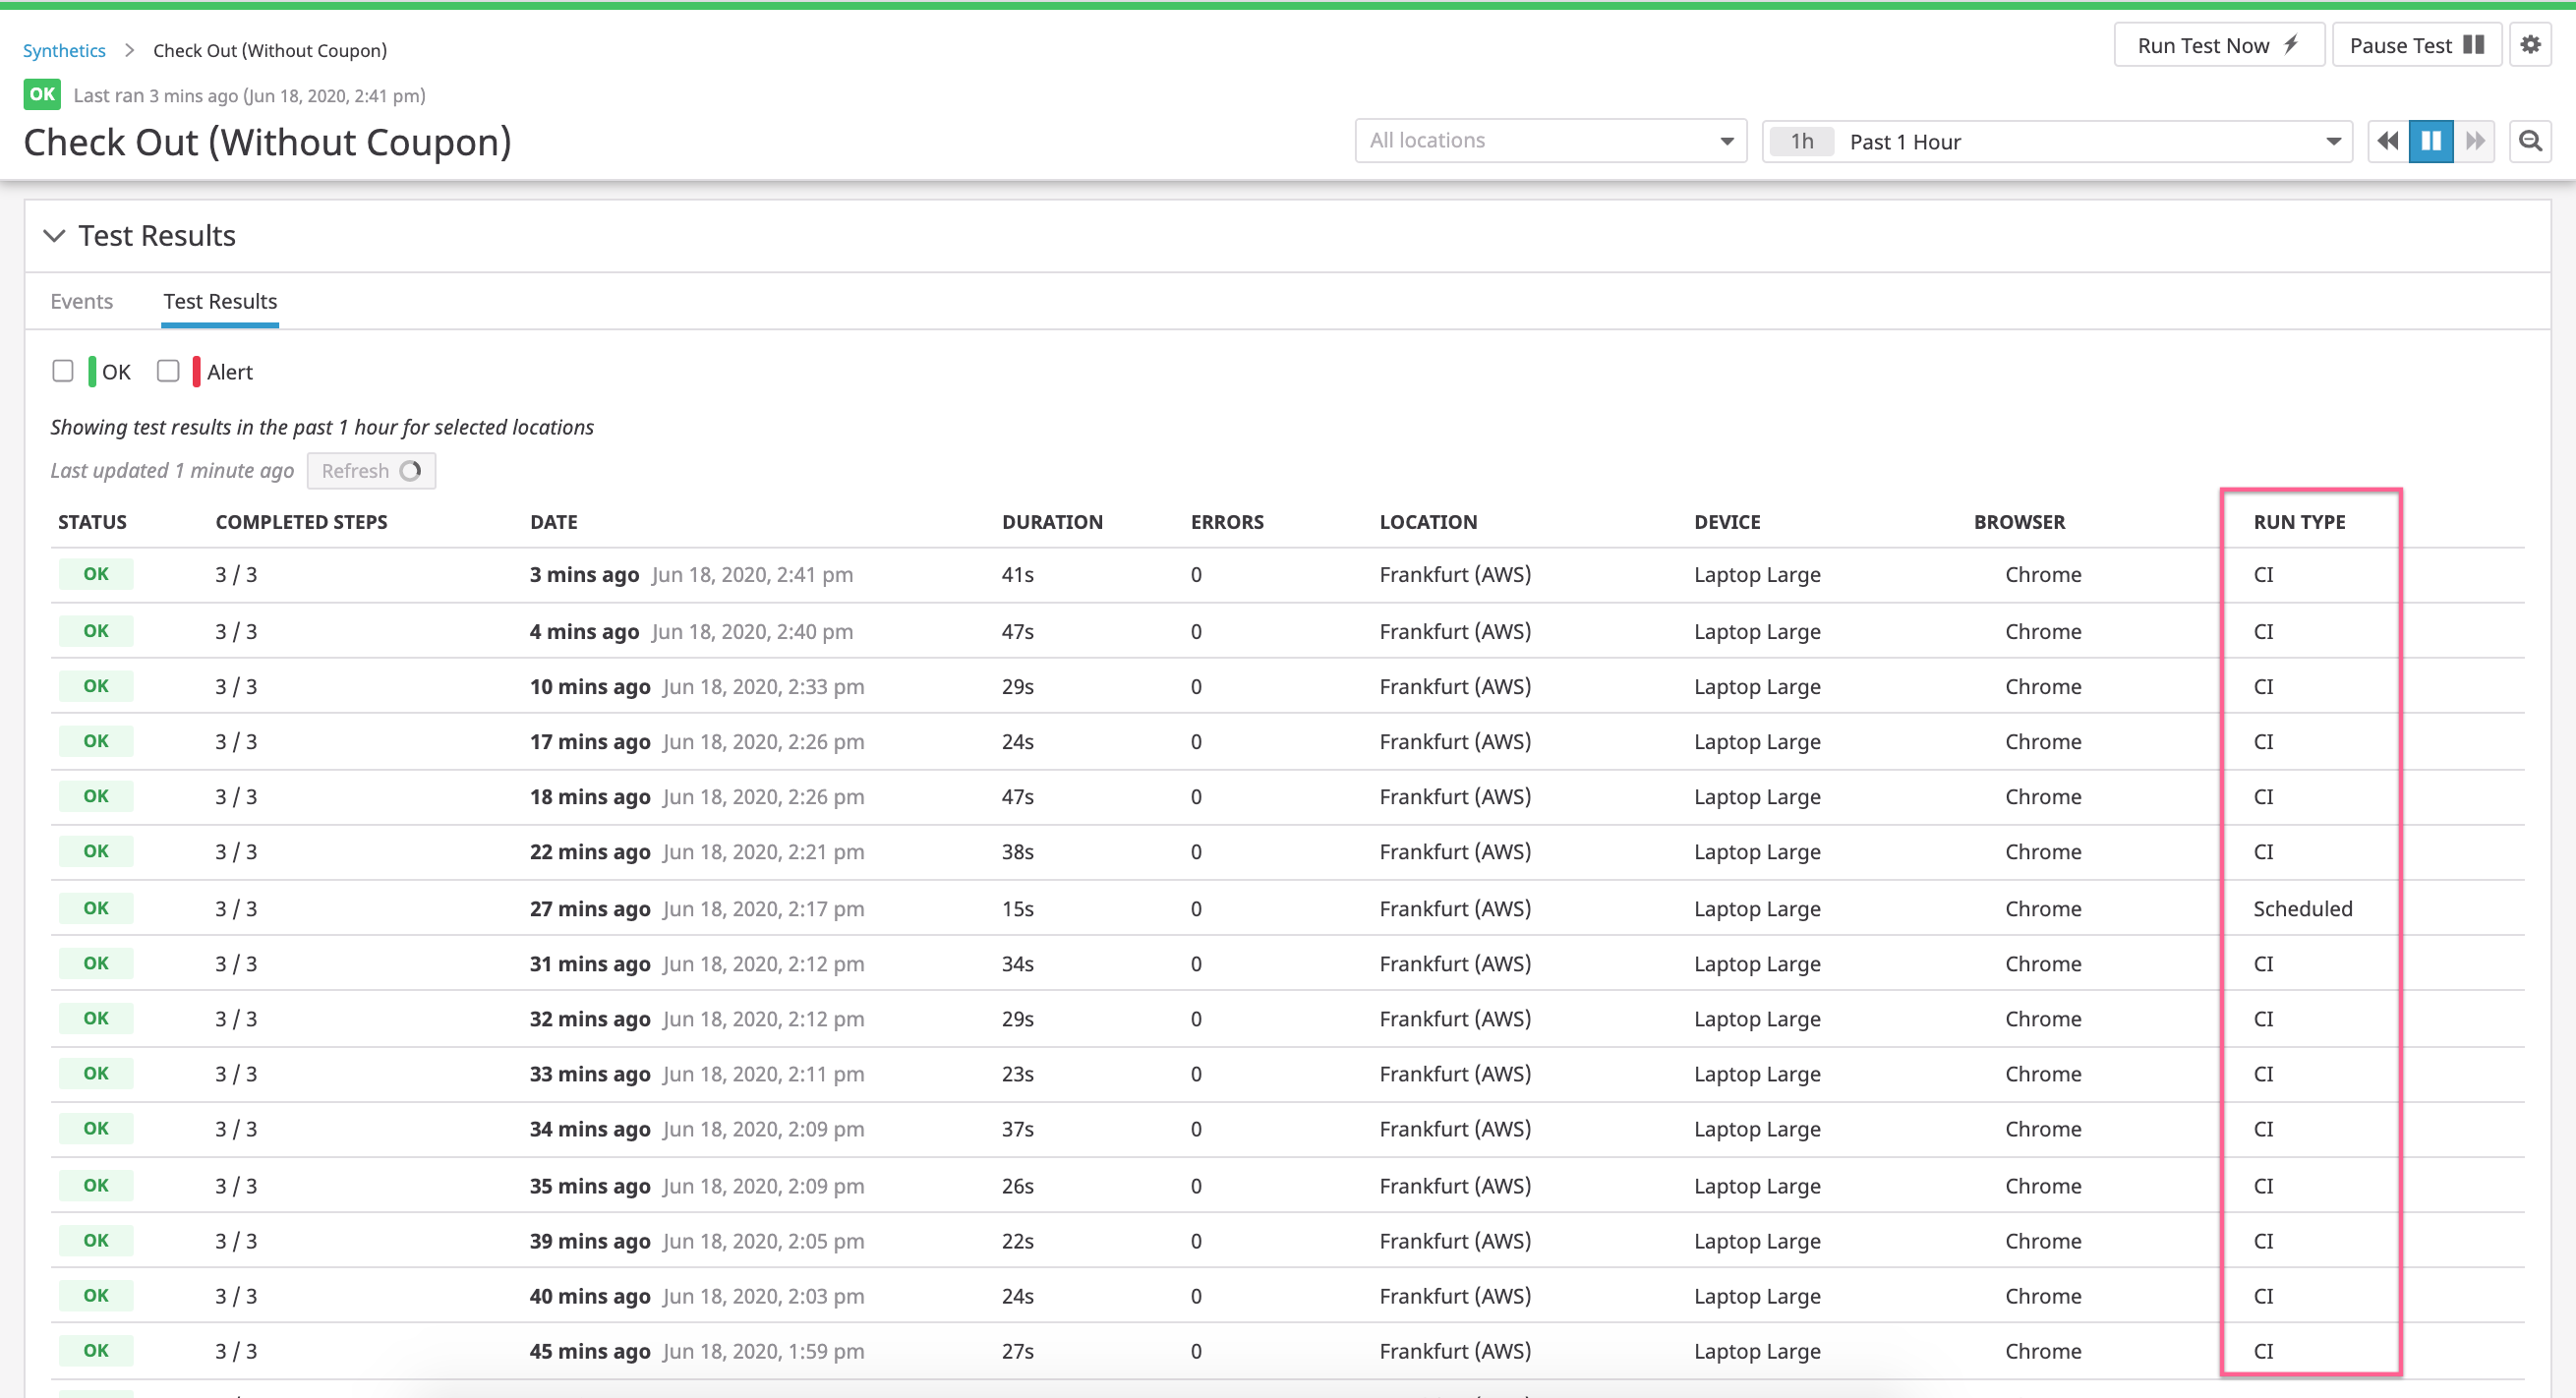 Synthetics > Check Out (Without Coupon)
Run Test Now
Pause Test
OK Last ran 3 mins ago (Jun 18, 2020, 2:41 pm)
Check Out (Without Coupon)
All locations
1h Past 1 Hour
Test Results
Events Test Results
OK Alert
Showing test results in the past 1 hour for selected locations
Last updated 1 minute ago Refresh
STATUS COMPLETED STEPS DATE DURATION ERRORS LOCATION DEVICE BROWSER RUN TYPE
OK 3 / 3 3 mins ago Jun 18, 2020, 2:41 pm 41s 0 Frankfurt (AWS) Laptop Large Chrome CI
OK 3 / 3 4 mins ago Jun 18, 2020, 2:40 pm 47s 0 Frankfurt (AWS) Laptop Large Chrome CI
OK 3 / 3 10 mins ago Jun 18, 2020, 2:33 pm 29s 0 Frankfurt (AWS) Laptop Large Chrome CI
OK 3 / 3 17 mins ago Jun 18, 2020, 2:26 pm 24s 0 Frankfurt (AWS) Laptop Large Chrome CI
OK 3 / 3 18 mins ago Jun 18, 2020, 2:26 pm 47s 0 Frankfurt (AWS) Laptop Large Chrome CI
OK 3 / 3 22 mins ago Jun 18, 2020, 2:21 pm 38s 0 Frankfurt (AWS) Laptop Large Chrome CI
OK 3 / 3 27 mins ago Jun 18, 2020, 2:17 pm 15s 0 Frankfurt (AWS) Laptop Large Chrome Scheduled
OK 3 / 3 31 mins ago Jun 18, 2020, 2:12 pm 34s 0 Frankfurt (AWS) Laptop Large Chrome CI
OK 3 / 3 32 mins ago Jun 18, 2020, 2:12 pm 29s 0 Frankfurt (AWS) Laptop Large Chrome CI
OK 3 / 3 33 mins ago Jun 18, 2020, 2:11 pm 23s 0 Frankfurt (AWS) Laptop Large Chrome CI
OK 3 / 3 34 mins ago Jun 18, 2020, 2:09 pm 37s 0 Frankfurt (AWS) Laptop Large Chrome CI
OK 3 / 3 35 mins ago Jun 18, 2020, 2:09 pm 26s 0 Frankfurt (AWS) Laptop Large Chrome CI
OK 3 / 3 39 mins ago Jun 18, 2020, 2:05 pm 22s 0 Frankfurt (AWS) Laptop Large Chrome CI
OK 3 / 3 40 mins ago Jun 18, 2020, 2:03 pm 24s 0 Frankfurt (AWS) Laptop Large Chrome CI
OK 3 / 3 45 mins ago Jun 18, 2020, 1:59 pm 27s 0 Frankfurt (AWS) Laptop Large Chrome CI